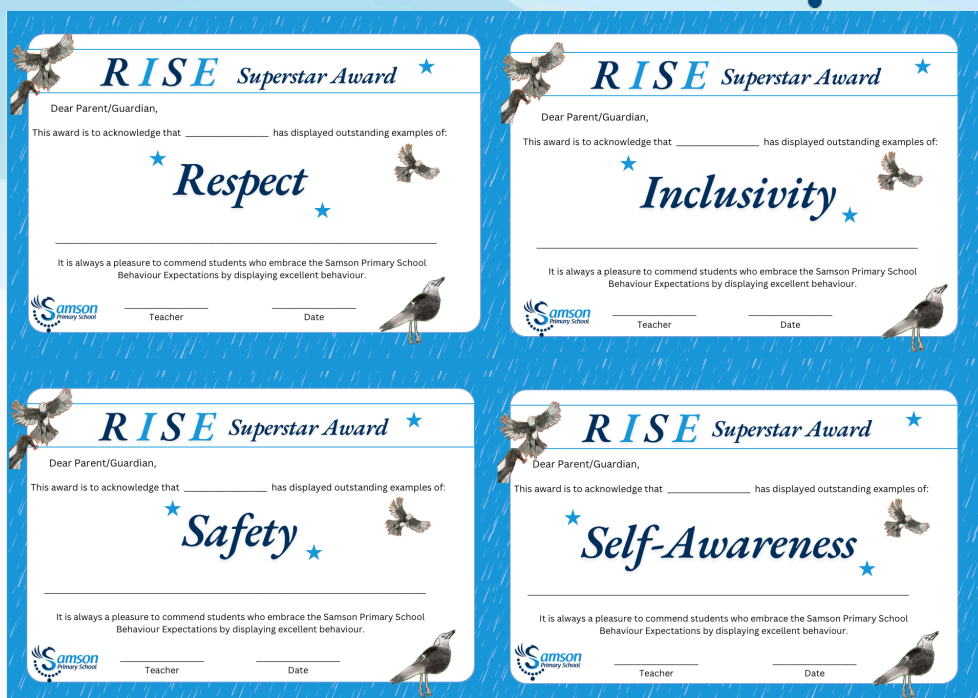 RISE Superstar Award
Dear Parent/Guardian,
This award is to acknowledge that _______________ has displayed outstanding examples of:
Respect
It is always a pleasure to commend students who embrace the Samson Primary School
Behaviour Expectations by displaying excellent behaviour.
Samson
Primary School
Teacher
Date
RISE Superstar Award
Dear Parent/Guardian,
This award is to acknowledge that _______________ has displayed outstanding examples of:
Inclusivity
It is always a pleasure to commend students who embrace the Samson Primary School
Behaviour Expectations by displaying excellent behaviour.
Samson
Primary School
Teacher
Date
RISE Superstar Award
Dear Parent/Guardian,
This award is to acknowledge that _______________ has displayed outstanding examples of:
Safety
It is always a pleasure to commend students who embrace the Samson Primary School
Behaviour Expectations by displaying excellent behaviour.
Samson
Primary School
Teacher
Date
RISE Superstar Award
Dear Parent/Guardian,
This award is to acknowledge that _______________ has displayed outstanding examples of:
Self-Awareness
It is always a pleasure to commend students who embrace the Samson Primary School
Behaviour Expectations by displaying excellent behaviour.
Samson
Primary School
Teacher
Date